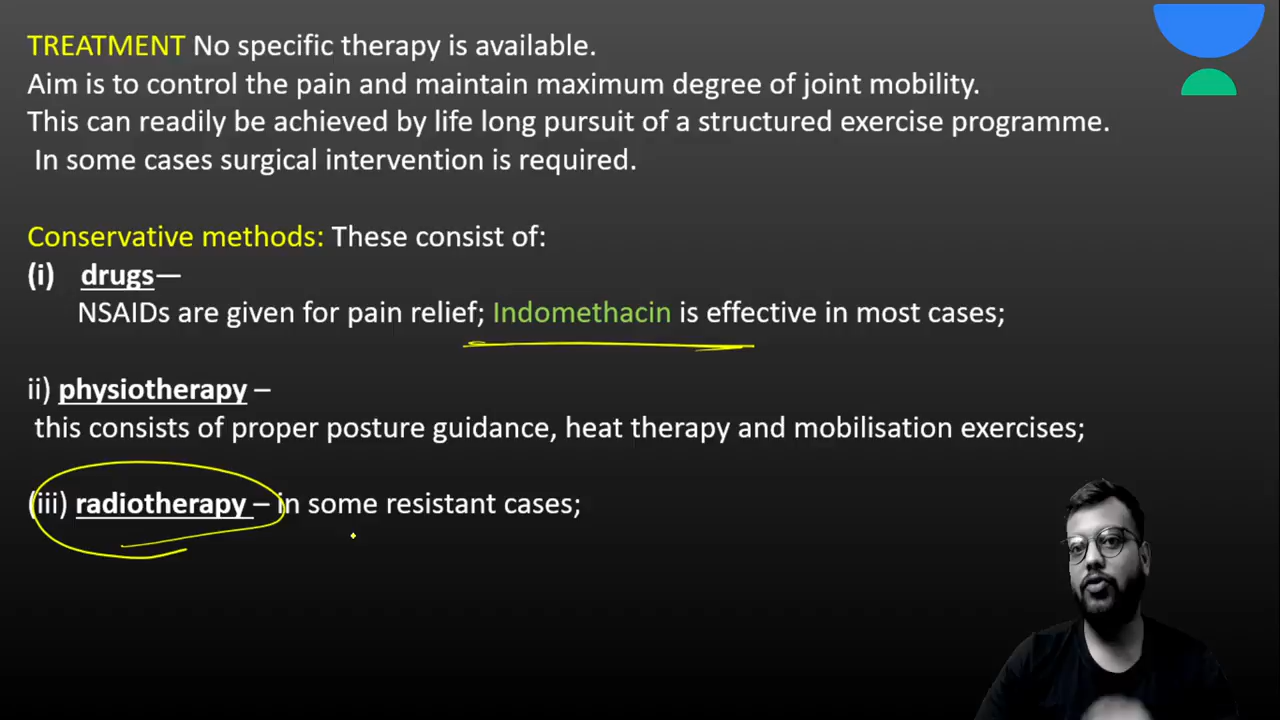 TREATMENT No specific therapy is available.
Aim is to control the pain and maintain maximum degree of joint mobility.
This can readily be achieved by life long pursuit of a structured exercise programme.
In some cases surgical intervention is required.
Conservative methods: These consist of:
(i) drugs—
NSAIDs are given for pain relief; Indomethacin is effective in most cases;
ii) physiotherapy –
this consists of proper posture guidance, heat therapy and mobilisation exercises;
(iii) radiotherapy – in some resistant cases;